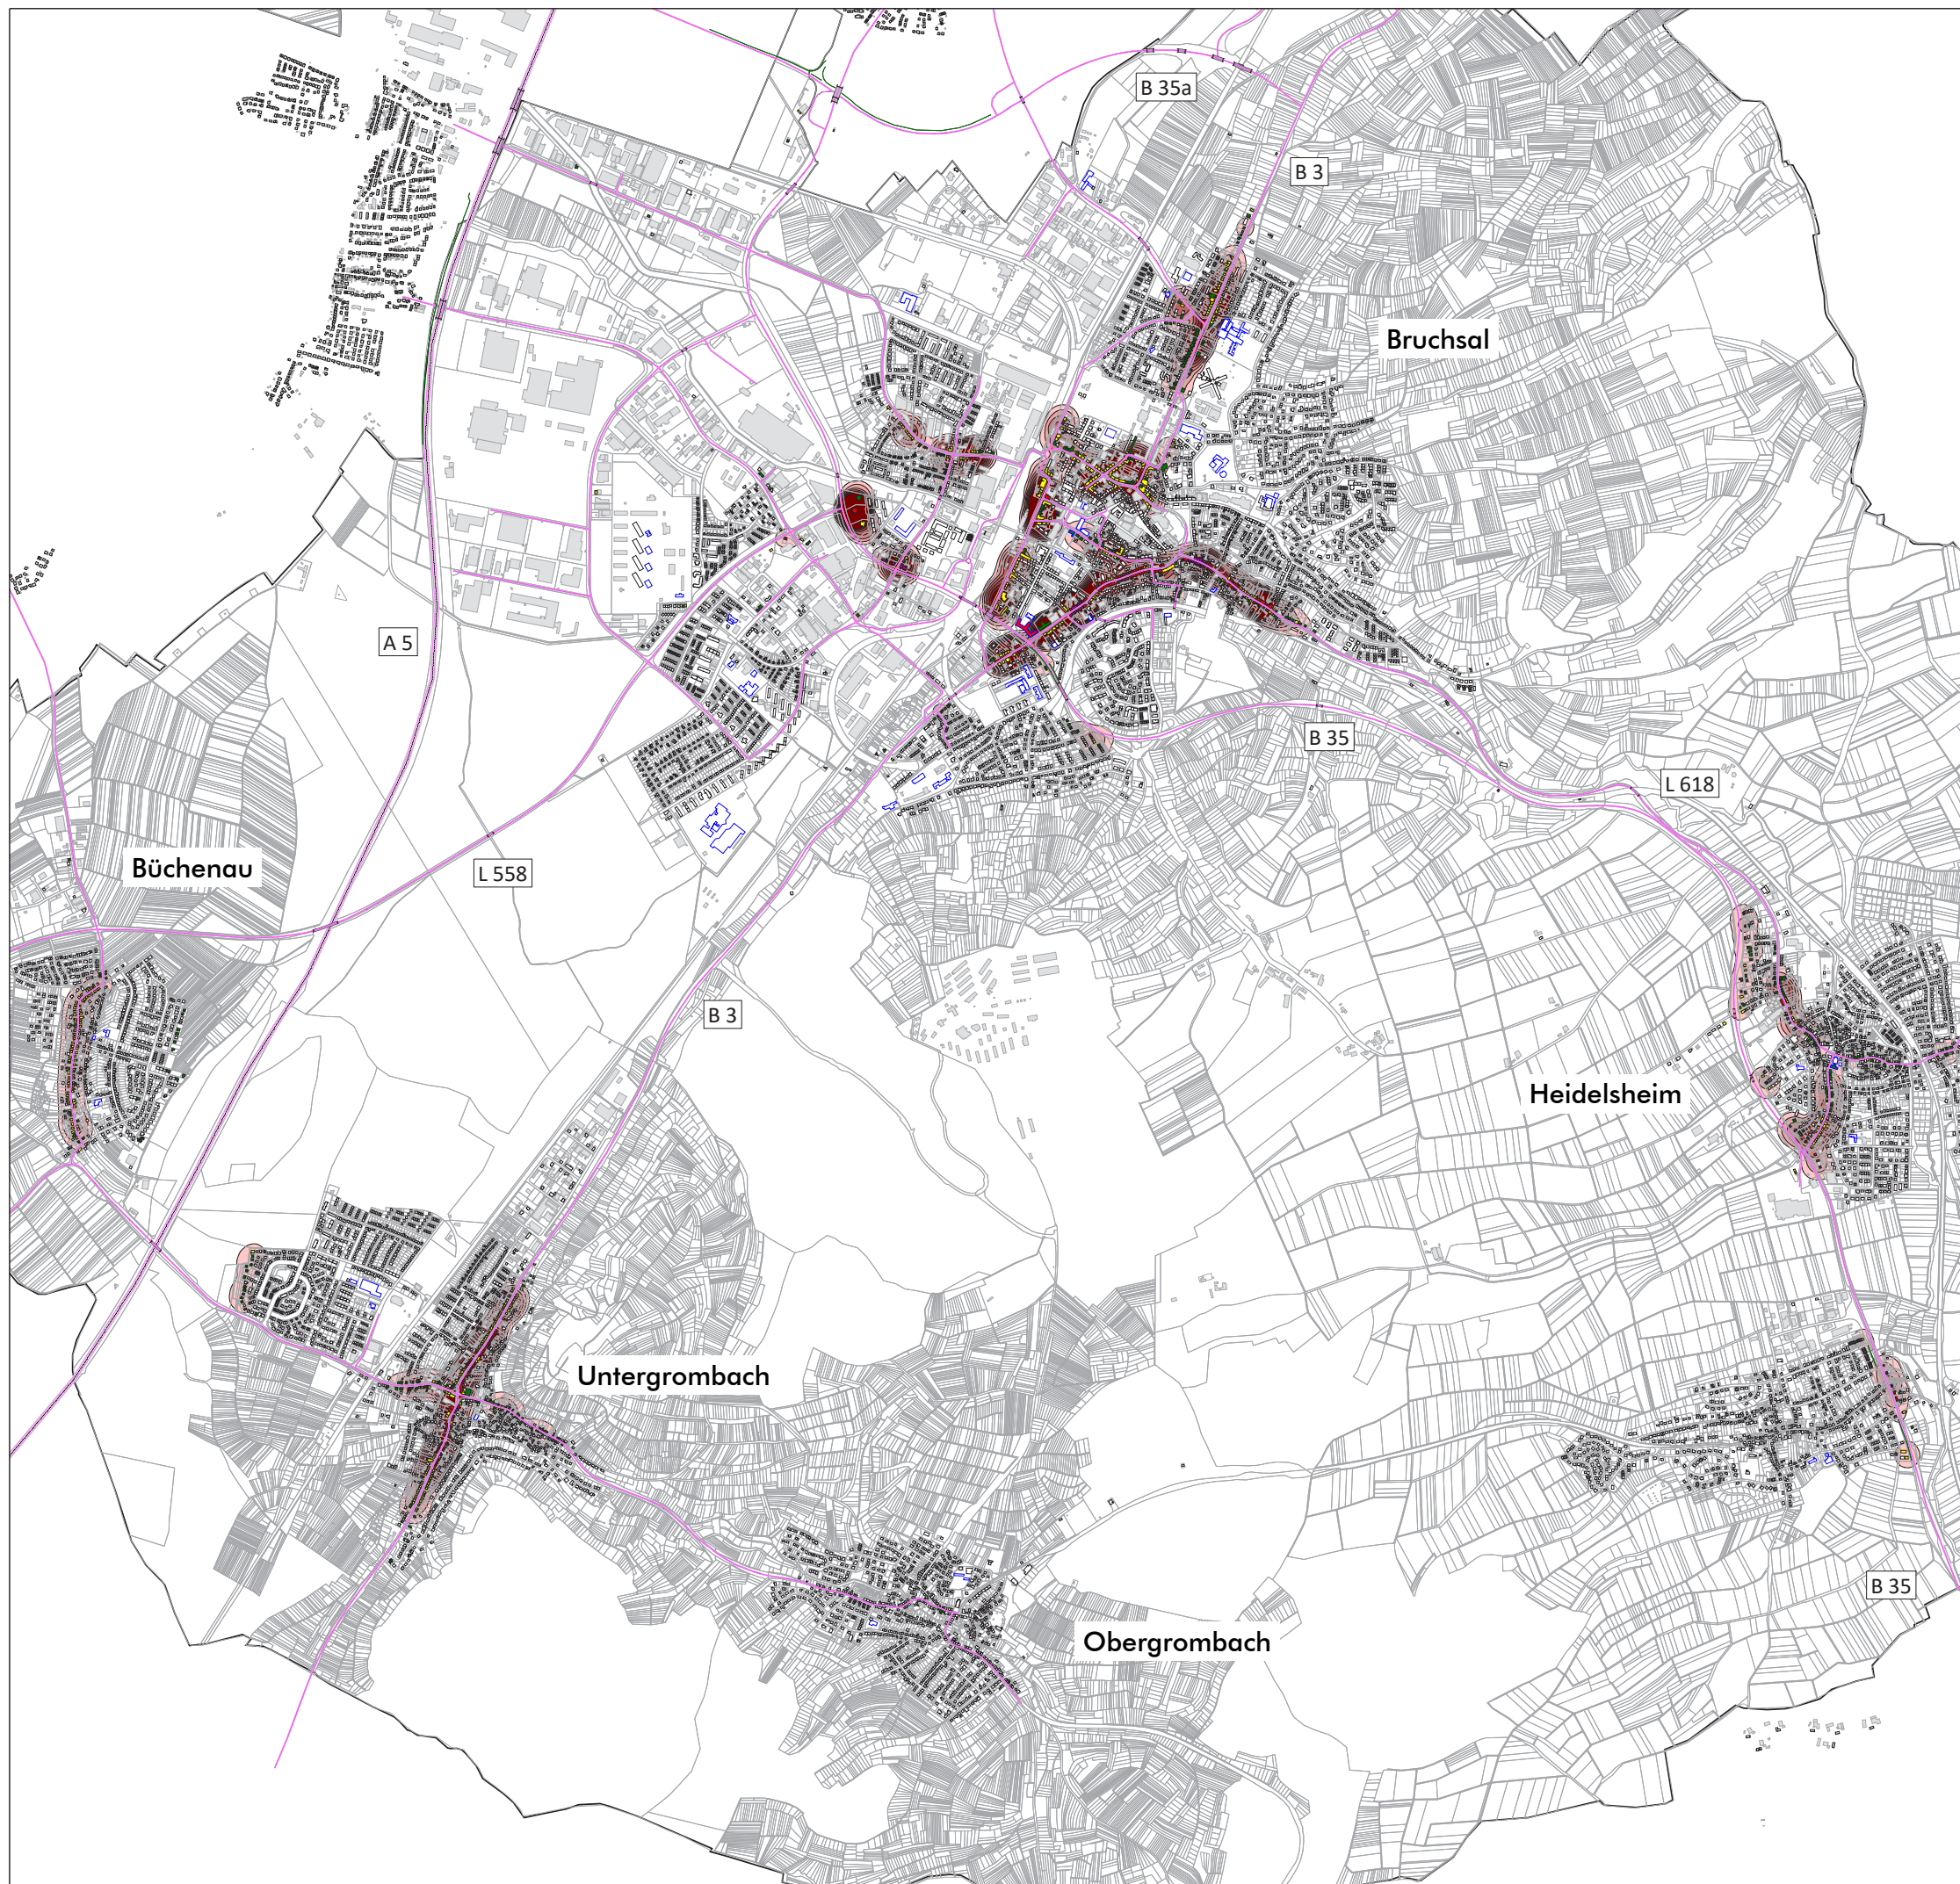 B 35a
B 3
Bruchsal
A 5
B 35
L 618
Büchenau
L 558
B 3
Heidelsheim
Untergrombach
B 35
Obergrombach